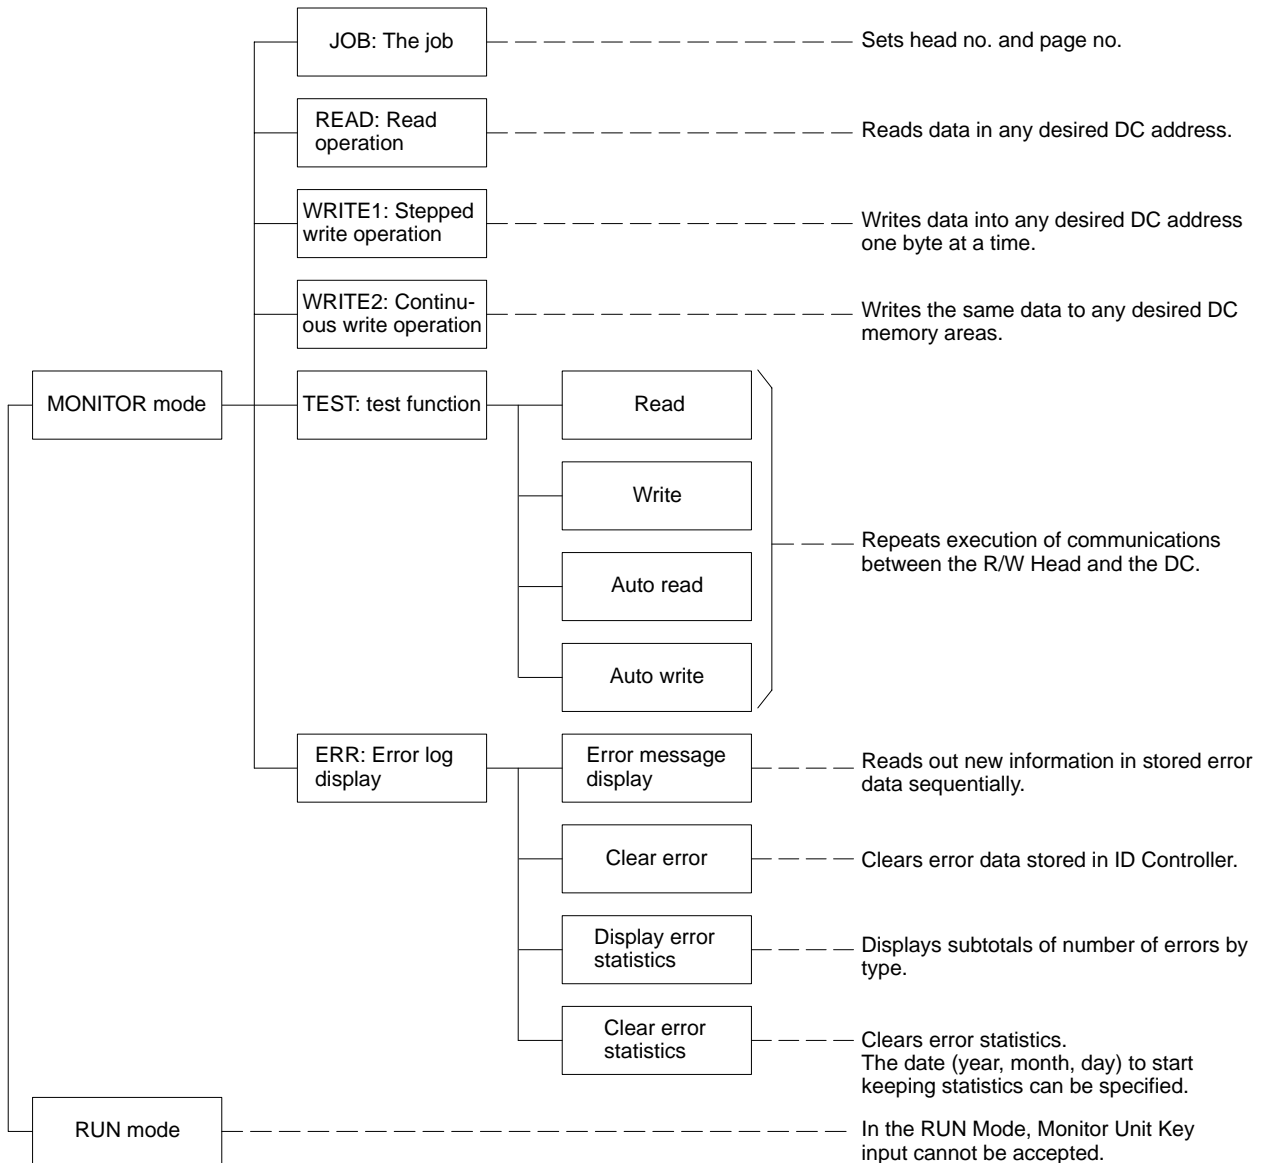 JOB: The job
Sets head no. and page no.
READ: Read
operation
Reads data in any desired DC address.
WRITE1: Stepped
write operation
Writes data into any desired DC address
one byte at a time.
WRITE2: Continu-
ous write operation
Writes the same data to any desired DC
memory areas.
MONITOR mode
TEST: test function
Read
Write
Auto read
Auto write
Repeats execution of communications
between the R/W Head and the DC.
ERR: Error log
display
Error message
display
Reads out new information in stored error
data sequentially.
Clear error
Clears error data stored in ID Controller.
Display error
statistics
Displays subtotals of number of errors by
type.
Clear error
statistics
Clears error statistics.
The date (year, month, day) to start
keeping statistics can be specified.
RUN mode
In the RUN Mode, Monitor Unit Key
input cannot be accepted.